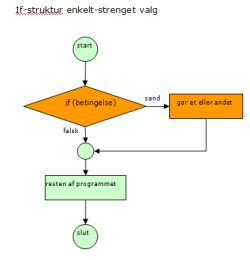 If-struktur enkelt-strenget valg
start
if (betingelse)
sand
gør et eller andet
falsk
resten af programmet
slut